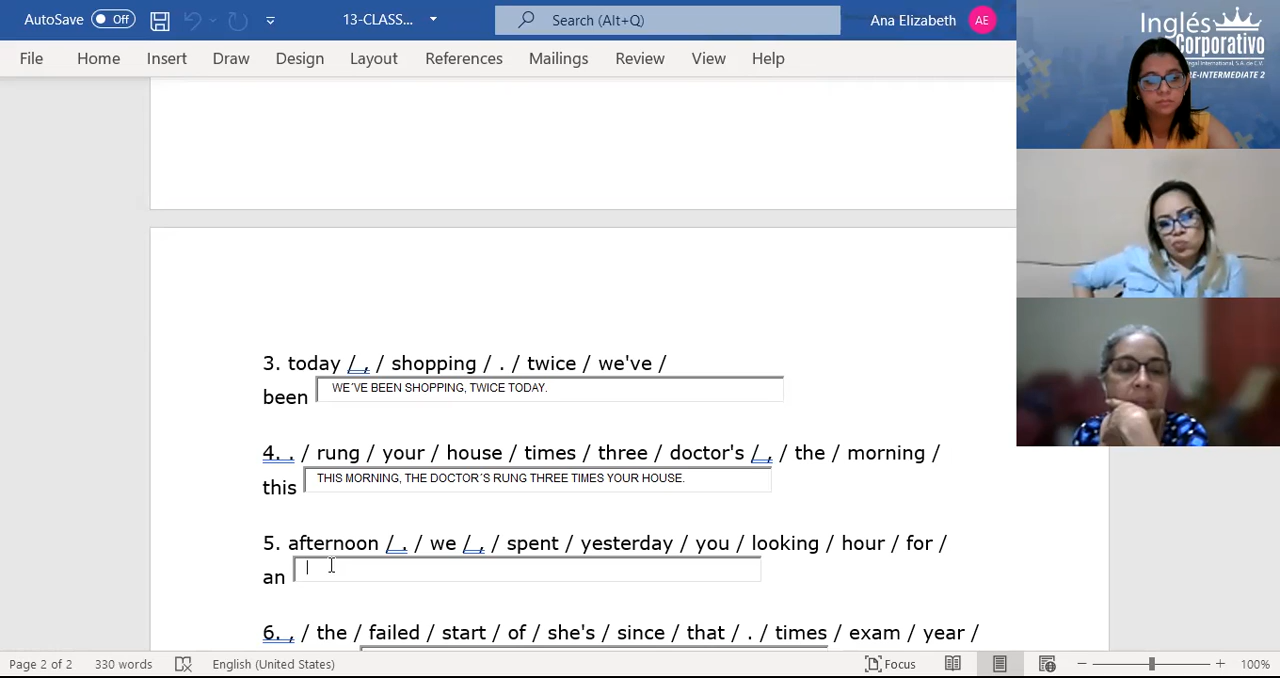 AutoSave Off 13-CLASS... Search (Alt+Q) Ana Elizabeth AE
File Home Insert Draw Design Layout References Mailings Review View Help
Inglés
Corporativo
RE-INTERMEDIATE 2
3. today / , / shopping / . / twice / we've /
been WE´VE BEEN SHOPPING, TWICE TODAY.
4. . / rung / your / house / times / three / doctor's / , / the / morning /
this THIS MORNING, THE DOCTOR´S RUNG THREE TIMES YOUR HOUSE.
5. afternoon / . / we / , / spent / yesterday / you / looking / hour / for /
an
6. , / the / failed / start / of / she's / since / that / . / times / exam / year /
Page 2 of 2 330 words English (United States) Focus 100%